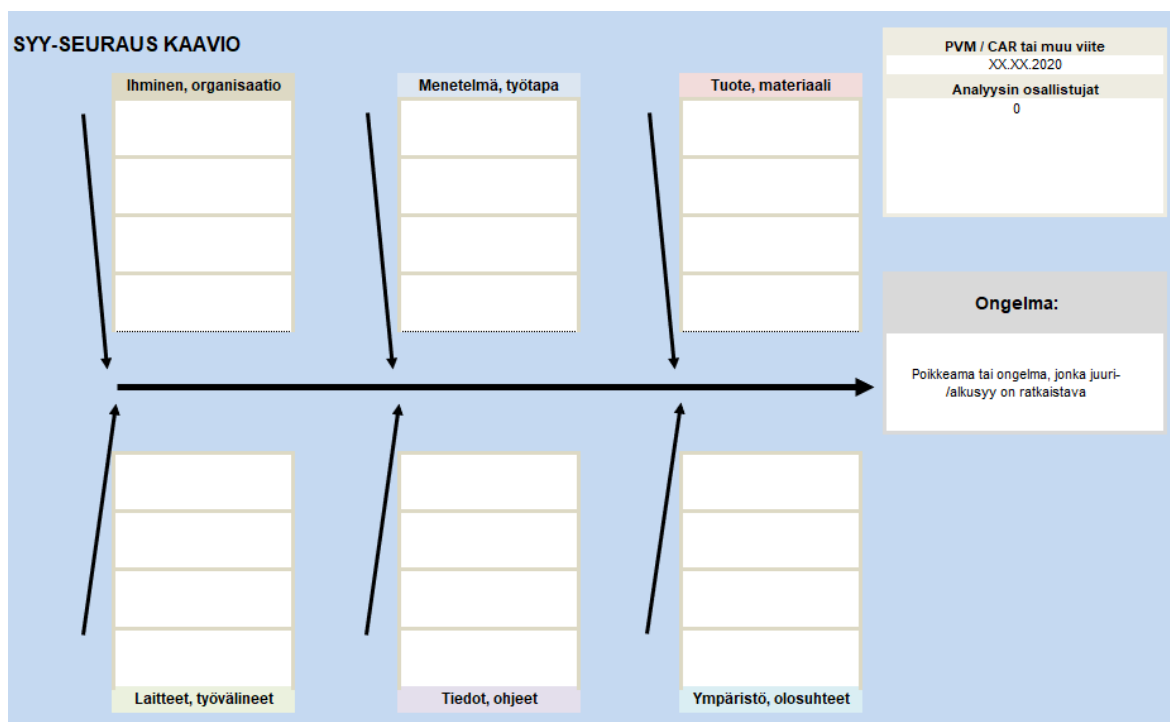 SYY-SEURAUS KAAVIO
PVM / CAR tai muu viite
XX.XX.2020
Analyysin osallistujat
0
Ihminen, organisaatio
Menetelmä, työtapa
Tuote, materiaali
Ongelma:
Poikkeama tai ongelma, jonka juuri-
/alkusyy on ratkaistava
Laitteet, työvälineet
Tiedot, ohjeet
Ympäristö, olosuhteet